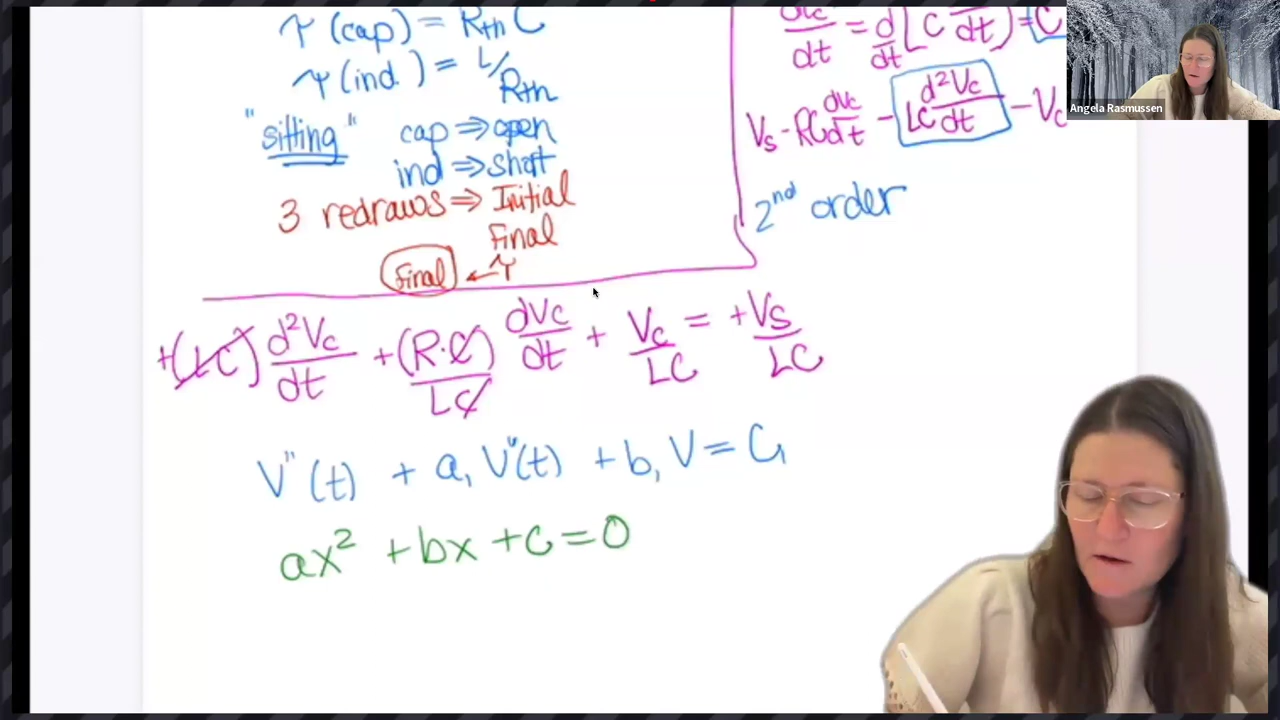 τ (cap) = Rth C
τ (ind.) = L/Rth
"sitting" cap ⇒ open
ind ⇒ short
3 redraws ⇒ Initial
Final
Final ← τ
dt = d/dt [C dt) = C
Vs - RC dVc/dt - LC d²Vc/dt - Vc
2nd order
+(LC) d²Vc/dt + (R·C)/LC dVc/dt + Vc/LC = +Vs/LC
V"(t) + a₁ V'(t) + b₁ V = C₁
ax² + bx + c = 0
Angela Rasmussen